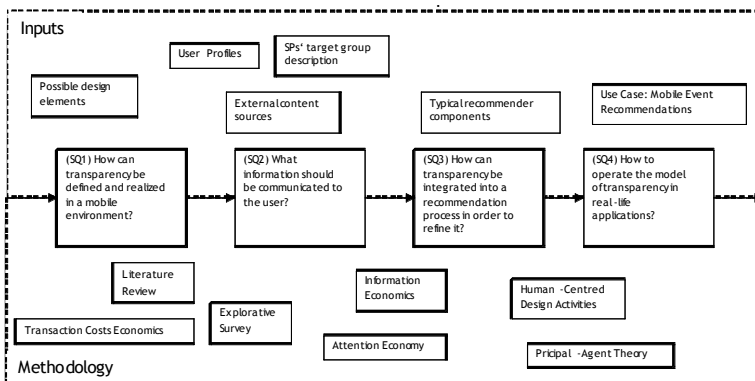 Inputs
User Profiles
SPs' target group
description
Possible design
elements
External content
sources
Typical recommender
components
Use Case: Mobile Event
Recommendations
(SQ1) How can
transparency be
defined and realized
in a mobile
environment?
(SQ2) What
information should
be communicated to
the user?
(SQ3) How can
transparency be
integrated into a
recommendation
process in order to
refine it?
(SQ4) How to
operate the model
of transparency in
real-life
applications?
Literature
Review
Information
Economics
Human -Centred
Design Activities
Explorative
Survey
Transaction Costs Economics
Attention Economy
Pricipal -Agent Theory
Methodology